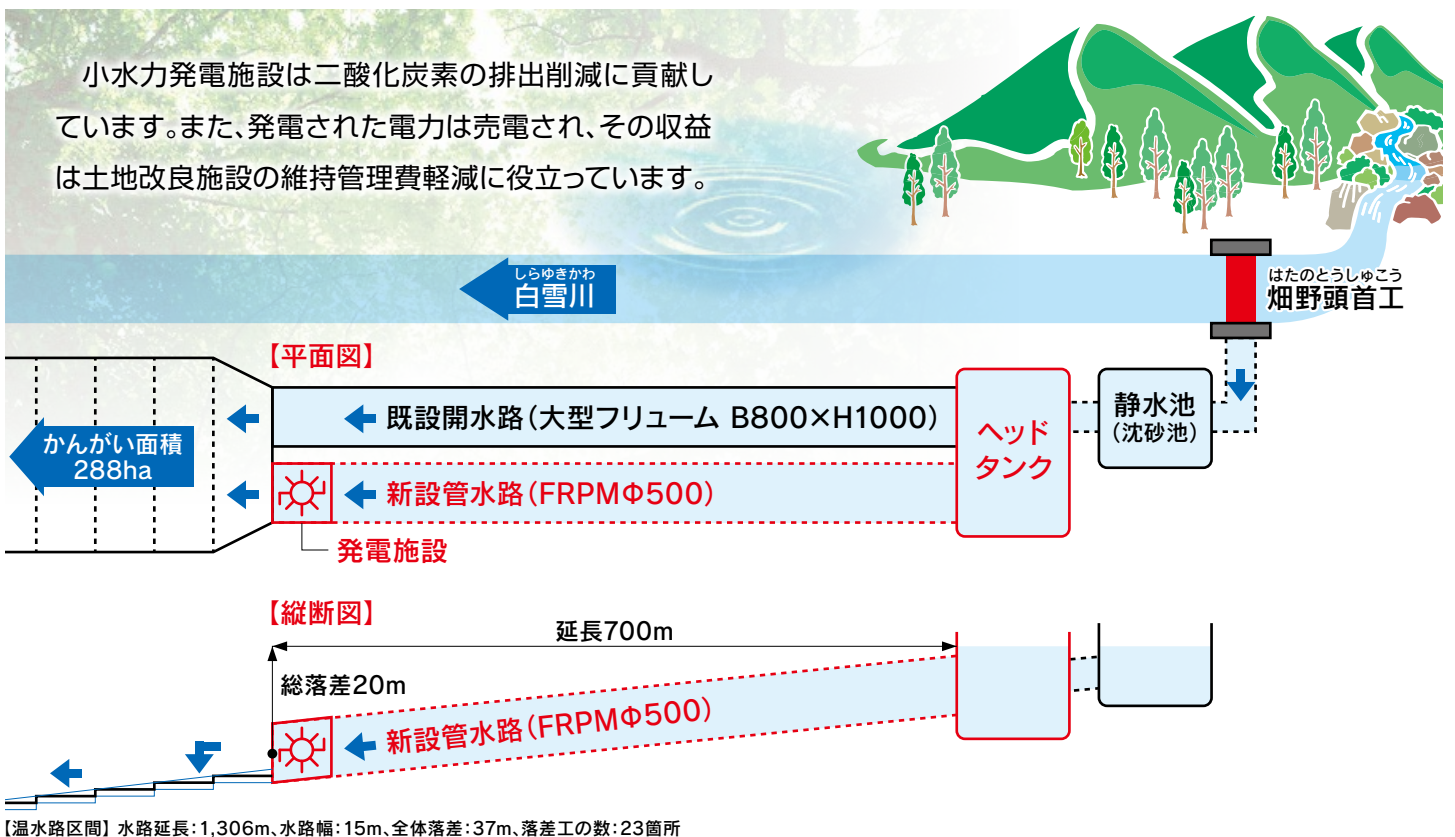 小水力発電施設は二酸化炭素の排出削減に貢献し
ています。また、発電された電力は売電され、その収益
は土地改良施設の維持管理費軽減に役立っています。
しらゆきかわ
白雪川
はたのとうしゅこう
畑野頭首工
【平面図】
既設開水路(大型フリューム B800×H1000)
ヘッド
タンク
静水池
(沈砂池)
かんがい面積
288ha
新設管水路(FRPMΦ500)
発電施設
【縦断図】
延長700m
総落差20m
新設管水路(FRPMΦ500)
【温水路区間】 水路延長:1,306m、水路幅:15m、全体落差:37m、落差工の数:23箇所